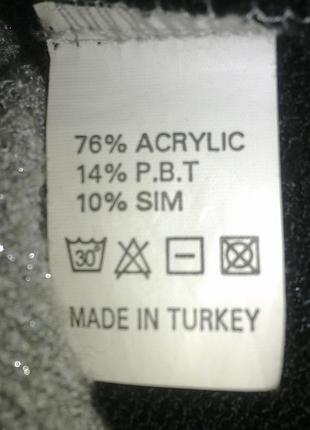 76% ACRYLIC
14% P.B.T
10% SIM
30°
MADE IN TURKEY